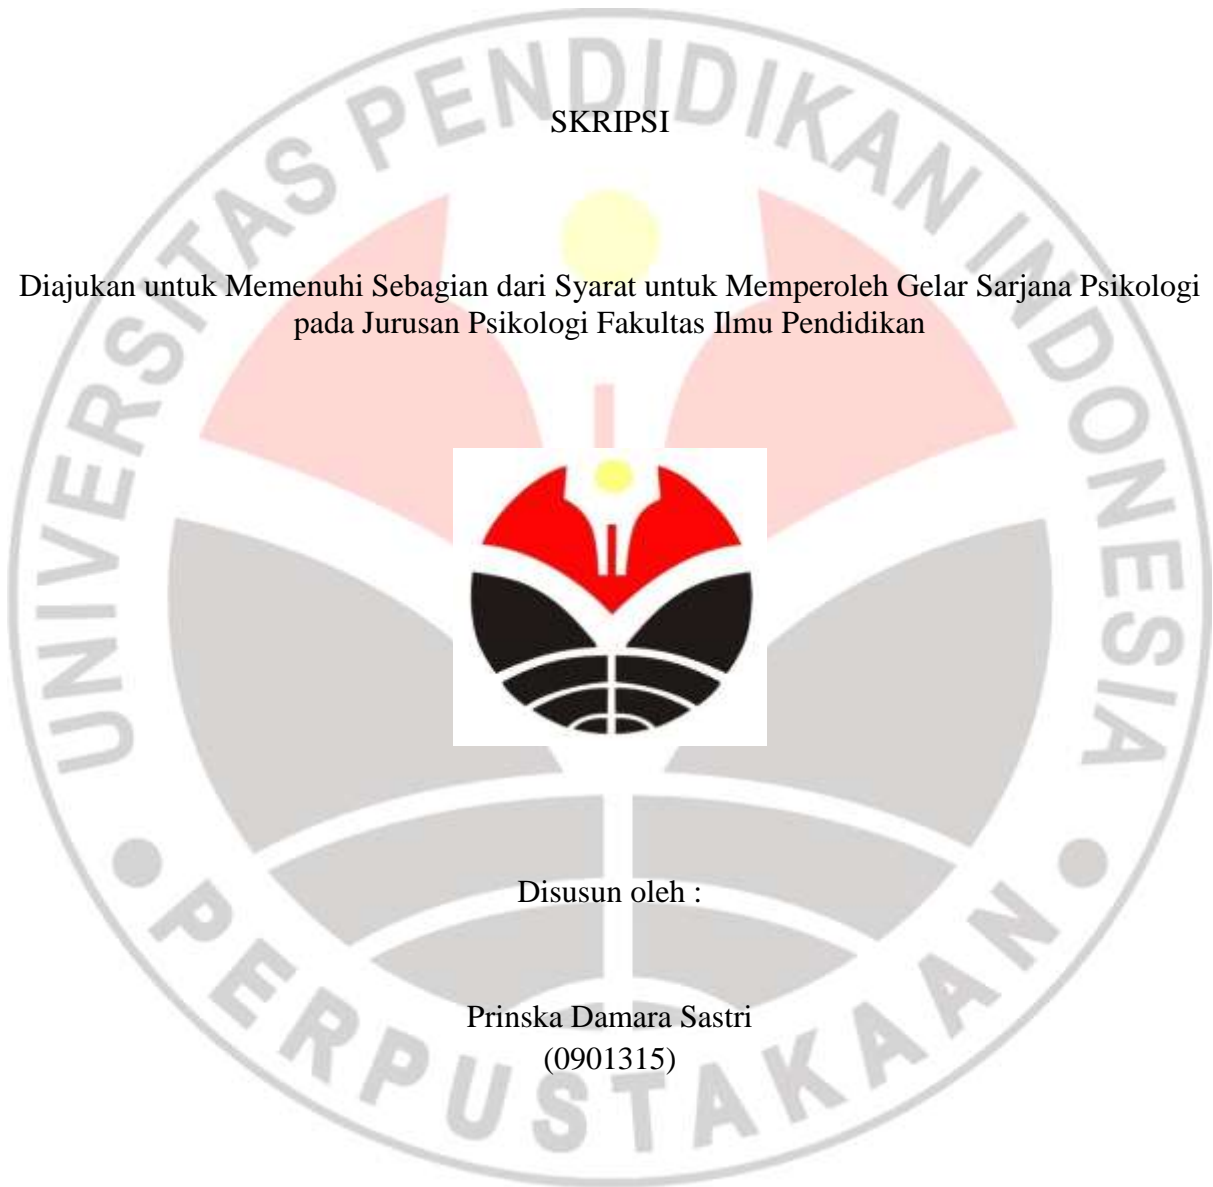 SKRIPSI
Diajukan untuk Memenuhi Sebagian dari Syarat untuk Memperoleh Gelar Sarjana Psikologi
pada Jurusan Psikologi Fakultas Ilmu Pendidikan
Disusun oleh :
Prinska Damara Sastri
(0901315)
UNIVERSITAS PENDIDIKAN INDONESIA
PERPUSTAKAAN